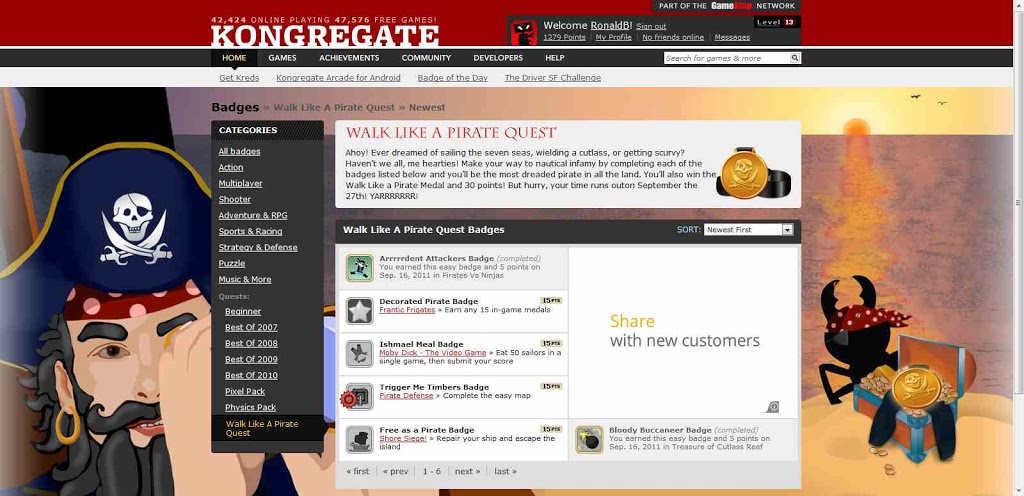 PART OF THE GameStop NETWORK
42,424 ONLINE PLAYING 47,576 FREE GAMES!
KONGREGATE
Welcome RonaldB! Sign out
Level 13
1279 Points My Profile No friends online Messages
HOME GAMES ACHIEVEMENTS COMMUNITY DEVELOPERS HELP
Search for games & more
Get Kreds Kongregate Arcade for Android Badge of the Day The Driver SF Challenge
Badges » Walk Like A Pirate Quest » Newest
CATEGORIES
All badges
Action
Multiplayer
Shooter
Adventure & RPG
Sports & Racing
Strategy & Defense
Puzzle
Music & More
Quests:
Beginner
Best Of 2007
Best Of 2008
Best Of 2009
Best Of 2010
Pixel Pack
Physics Pack
Walk Like A Pirate
Quest
WALK LIKE A PIRATE QUEST
Ahoy! Ever dreamed of sailing the seven seas, wielding a cutlass, or getting scurvy?
Haven't we all, me hearties! Make your way to nautical infamy by completing each of the
badges listed below and you'll be the most dreaded pirate in all the land. You'll also win the
Walk Like a Pirate Medal and 30 points! But hurry, your time runs outon September the
27th! YARRRRRRR!
Walk Like A Pirate Quest Badges
SORT: Newest First
Arrrrrdent Attackers Badge (completed)
You earned this easy badge and 5 points on
Sep. 16, 2011 in Pirates Vs Ninjas
Decorated Pirate Badge 15PTS
Frantic Frigates » Earn any 15 in-game medals
Ishmael Meal Badge 15PTS
Moby Dick - The Video Game » Eat 50 sailors in a
single game, then submit your score
Trigger Me Timbers Badge 15PTS
Pirate Defense » Complete the easy map
Free as a Pirate Badge 15PTS
Shore Siege! » Repair your ship and escape the
island
Share
with new customers
Bloody Buccaneer Badge (completed)
You earned this easy badge and 5 points on
Sep. 16, 2011 in Treasure of Cutlass Reef
« first « prev 1 - 6 next » last »